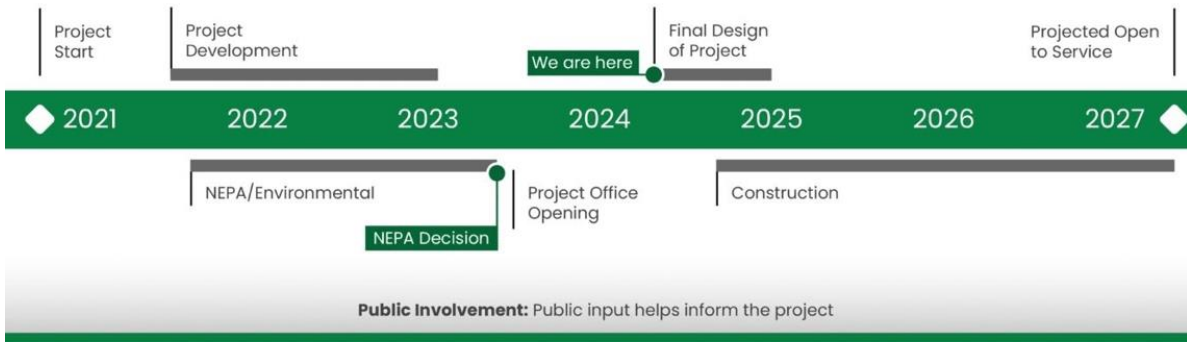 Project
Start
Project
Development
We are here
Final Design
of Project
Projected Open
to Service
2021
2022
2023
2024
2025
2026
2027
NEPA/Environmental
NEPA Decision
Project Office
Opening
Construction
Public Involvement: Public input helps inform the project